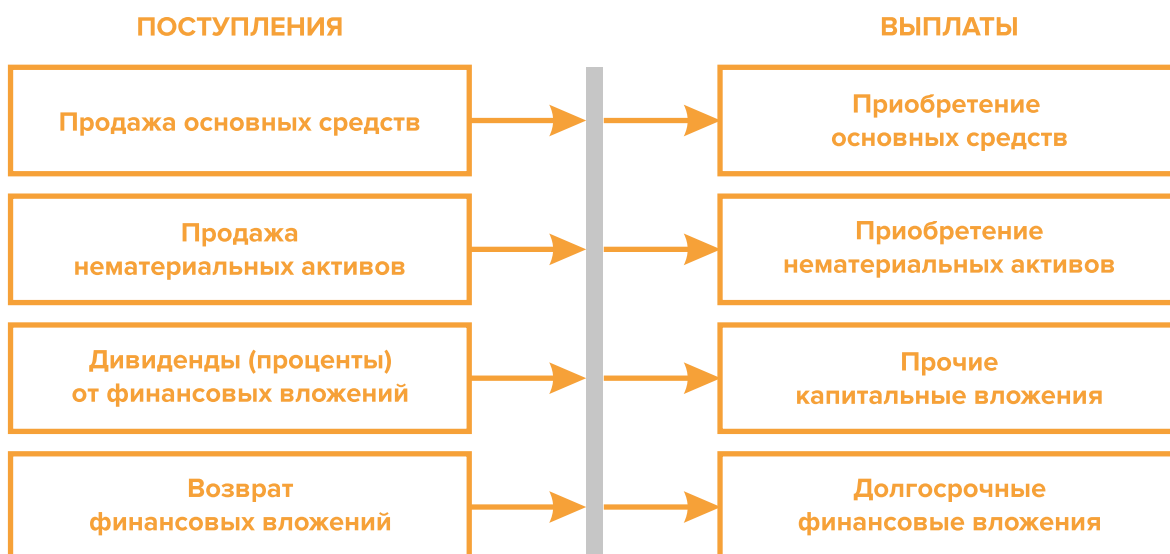 ПОСТУПЛЕНИЯ
ВЫПЛАТЫ
Продажа основных средств
Приобретение
основных средств
Продажа
нематериальных активов
Приобретение
нематериальных активов
Дивиденды (проценты)
от финансовых вложений
Прочие
капитальные вложения
Возврат
финансовых вложений
Долгосрочные
финансовые вложения